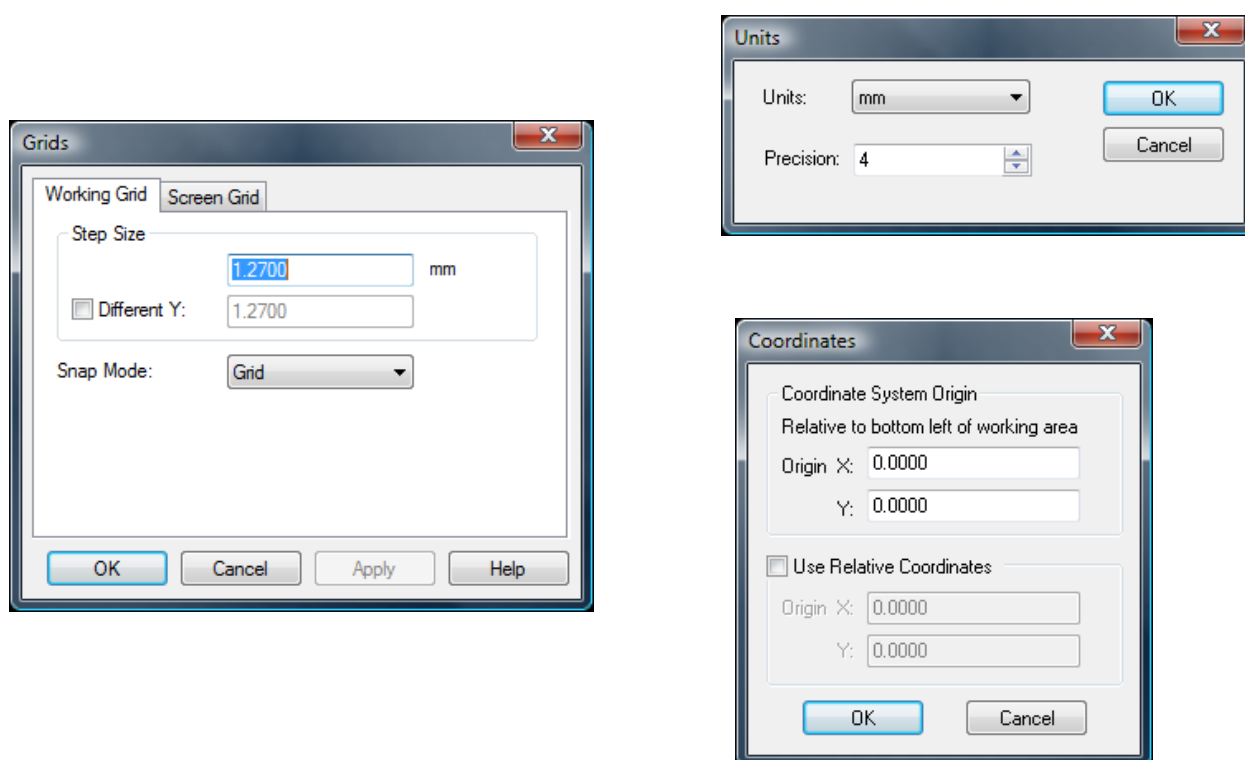 Grids
Working Grid Screen Grid
Step Size
1.2700 mm
Different Y: 1.2700
Snap Mode: Grid
OK Cancel Apply Help
Units
Units: mm OK
Precision: 4 Cancel
Coordinates
Coordinate System Origin
Relative to bottom left of working area
Origin X: 0.0000
Y: 0.0000
Use Relative Coordinates
Origin X: 0.0000
Y: 0.0000
OK Cancel